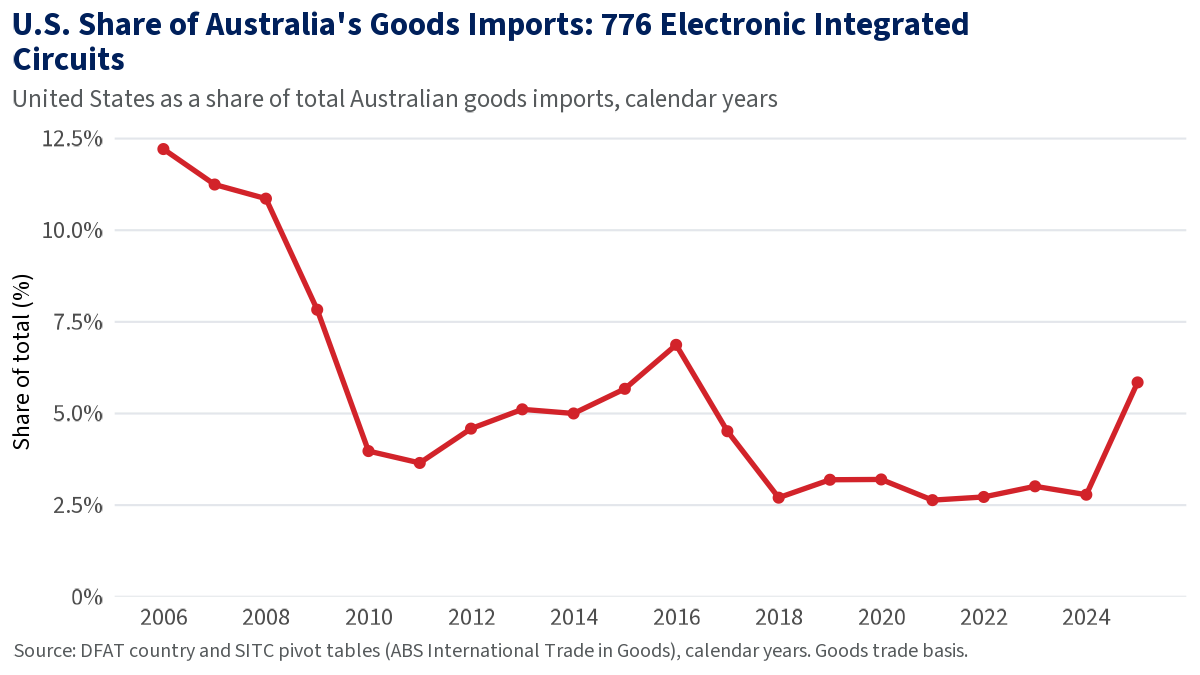 U.S. Share of Australia's Goods Imports: 776 Electronic Integrated
Circuits
United States as a share of total Australian goods imports, calendar years
Share of total (%)
12.5%
10.0%
7.5%
5.0%
2.5%
0%
2006 2008 2010 2012 2014 2016 2018 2020 2022 2024
Source: DFAT country and SITC pivot tables (ABS International Trade in Goods), calendar years. Goods trade basis.